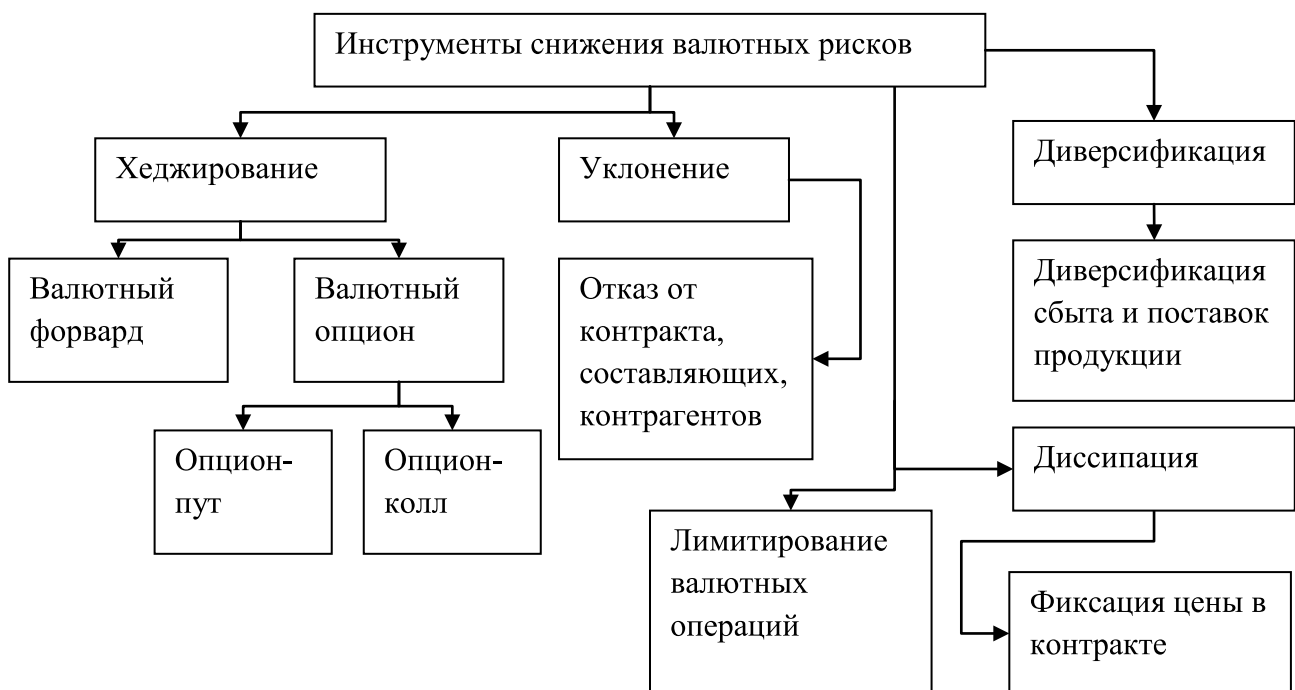 Инструменты снижения валютных рисков
Хеджирование
Уклонение
Диверсификация
Валютный
форвард
Валютный
опцион
Отказ от
контракта,
составляющих,
контрагентов
Диверсификация
сбыта и поставок
продукции
Опцион-
пут
Опцион-
колл
Диссипация
Лимитирование
валютных
операций
Фиксация цены в
контракте